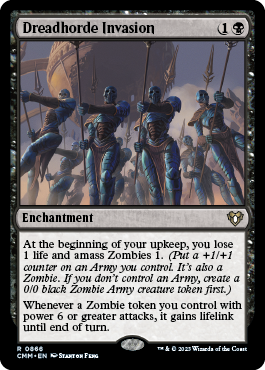 Dreadhorde Invasion 1
Enchantment
At the beginning of your upkeep, you lose
1 life and amass Zombies 1. (Put a +1/+1
counter on an Army you control. It's also a
Zombie. If you don't control an Army, create a
0/0 black Zombie Army creature token first.)
Whenever a Zombie token you control with
power 6 or greater attacks, it gains lifelink
until end of turn.
R 0866
CMM • EN Stanton Feng
™ & © 2023 Wizards of the Coast